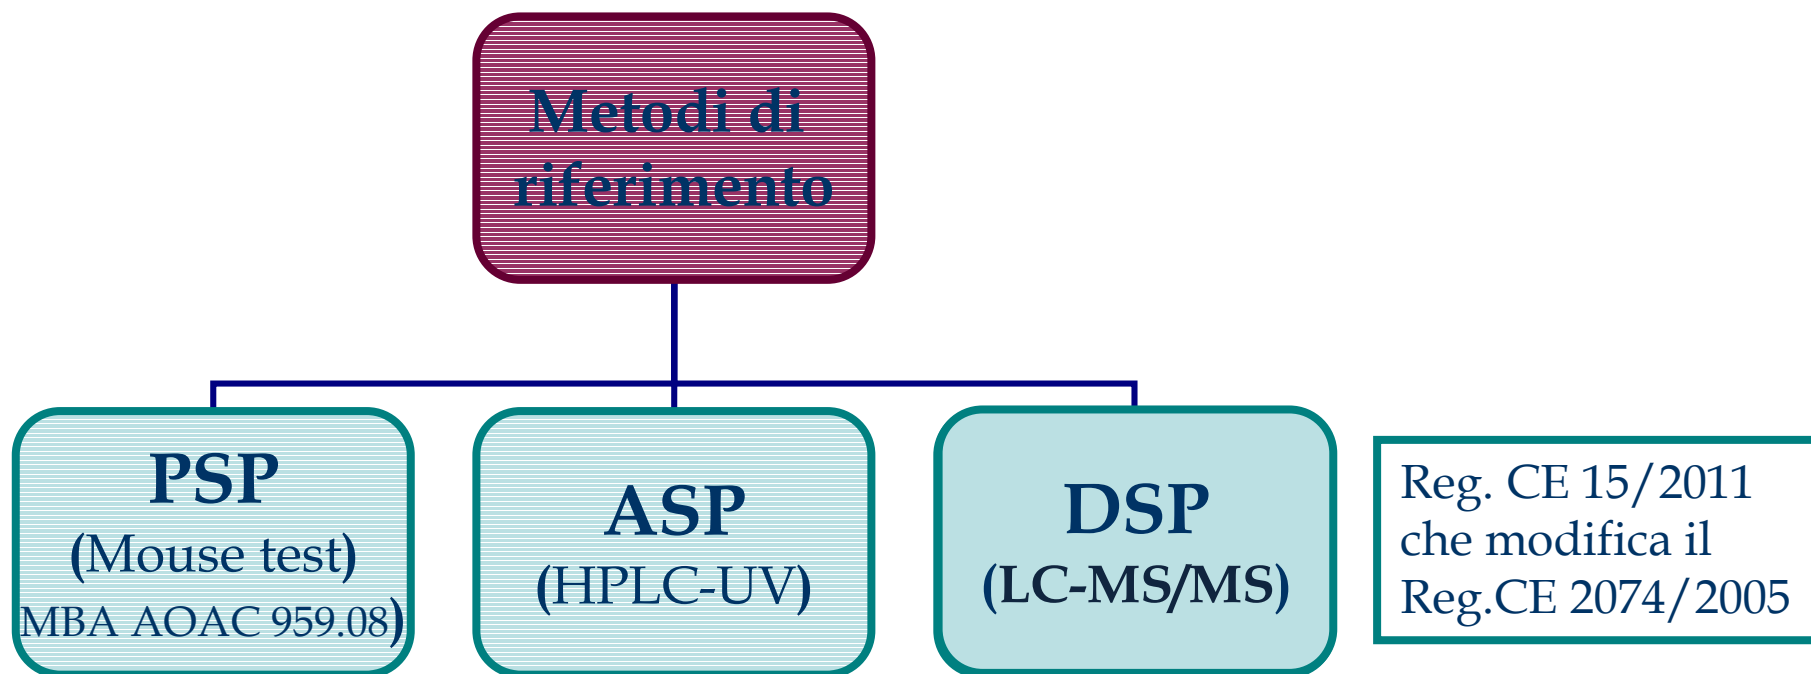 Metodi di
riferimento
PSP
(Mouse test)
MBA AOAC 959.08)
ASP
(HPLC-UV)
DSP
(LC-MS/MS)
Reg. CE 15/2011
che modifica il
Reg.CE 2074/2005